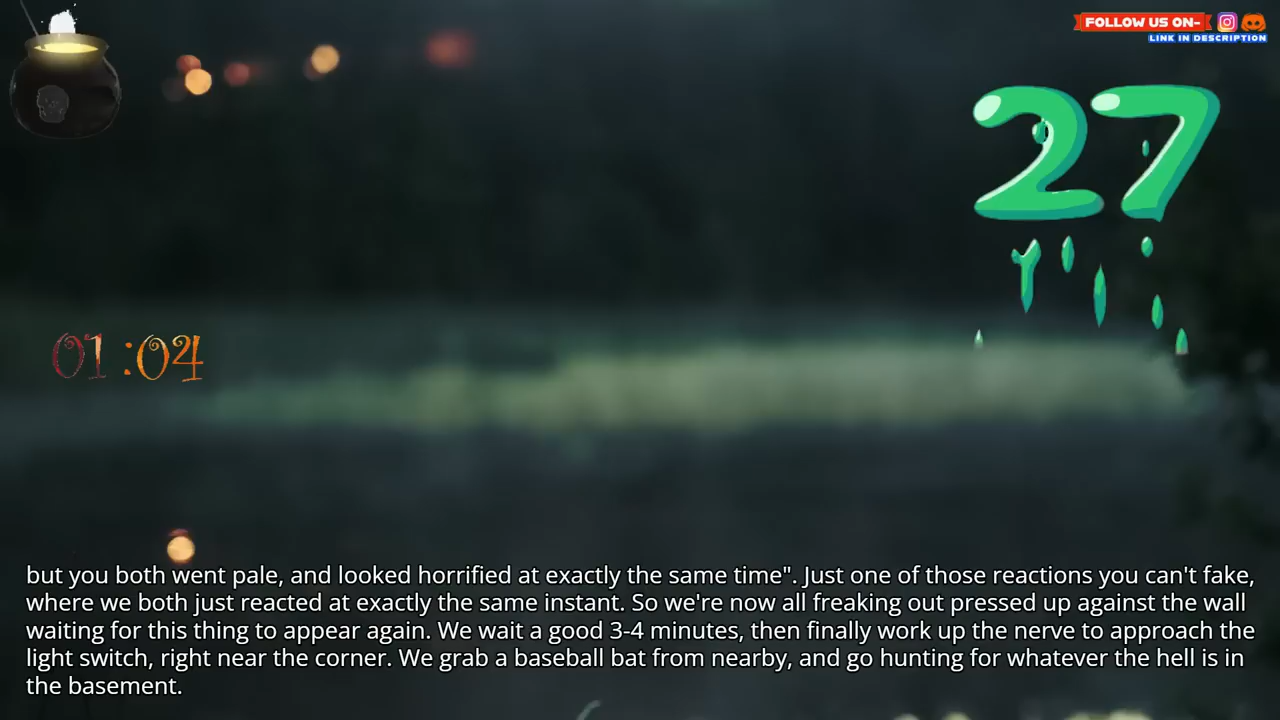 FOLLOW US ON-
LINK IN DESCRIPTION
27
01 :04
but you both went pale, and looked horrified at exactly the same time". Just one of those reactions you can't fake,
where we both just reacted at exactly the same instant. So we're now all freaking out pressed up against the wall
waiting for this thing to appear again. We wait a good 3-4 minutes, then finally work up the nerve to approach the
light switch, right near the corner. We grab a baseball bat from nearby, and go hunting for whatever the hell is in
the basement.